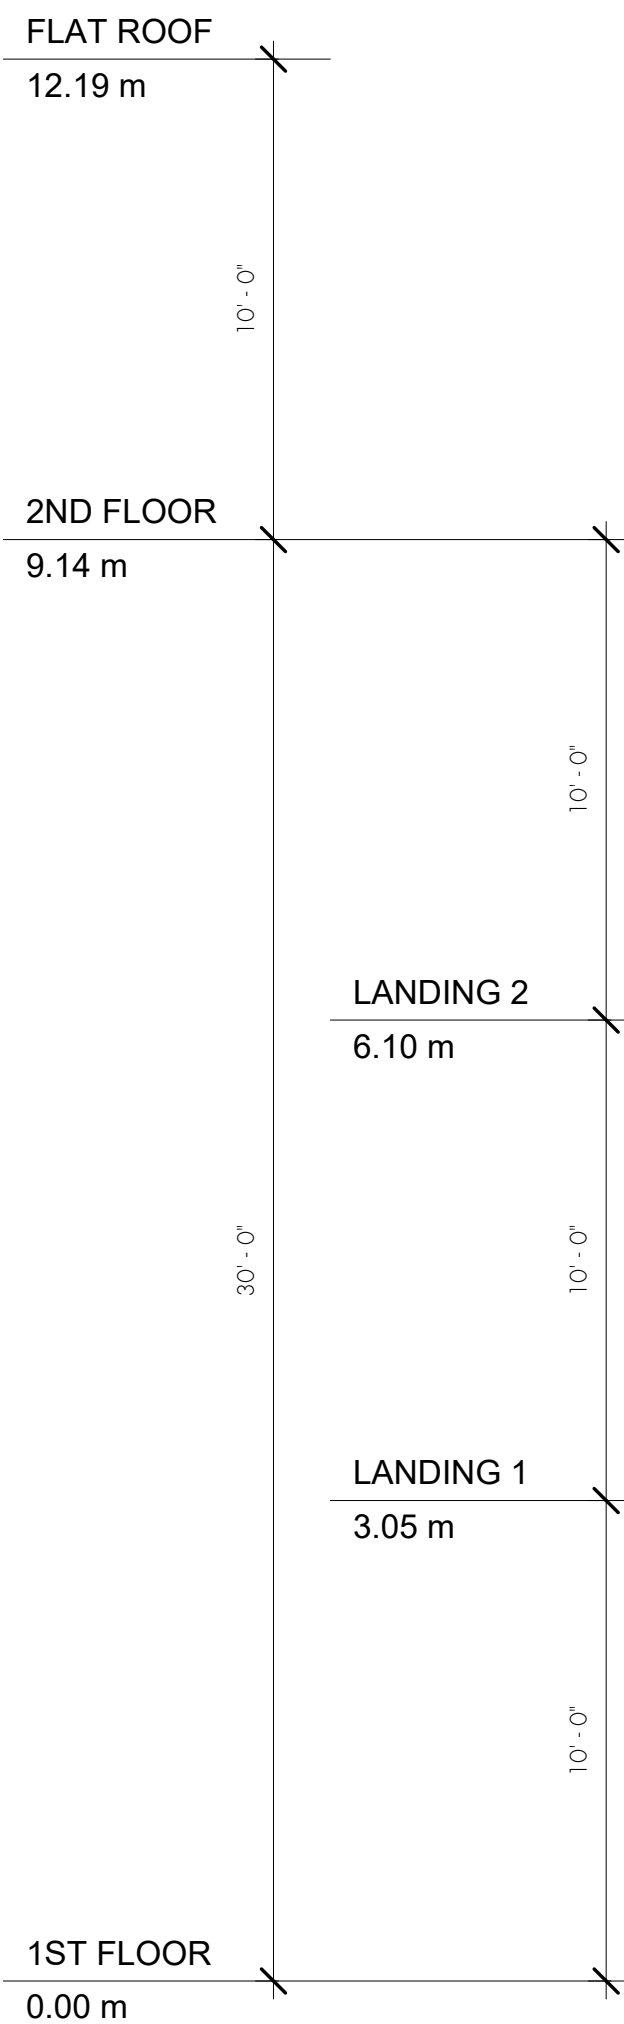 FLAT ROOF
12.19 m
10' - 0"
2ND FLOOR
9.14 m
10' - 0"
LANDING 2
6.10 m
30' - 0"
10' - 0"
LANDING 1
3.05 m
10' - 0"
1ST FLOOR
0.00 m